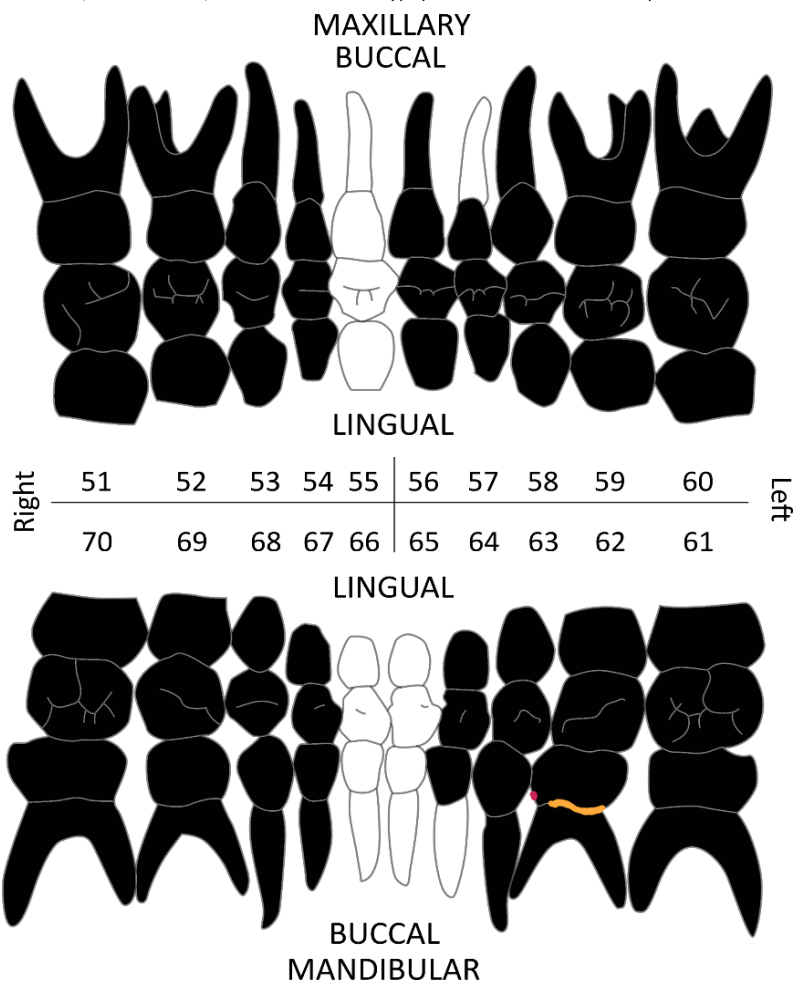 MAXILLARY
BUCCAL
LINGUAL
Right
51 52 53 54 55 56 57 58 59 60
70 69 68 67 66 65 64 63 62 61
Left
LINGUAL
BUCCAL
MANDIBULAR